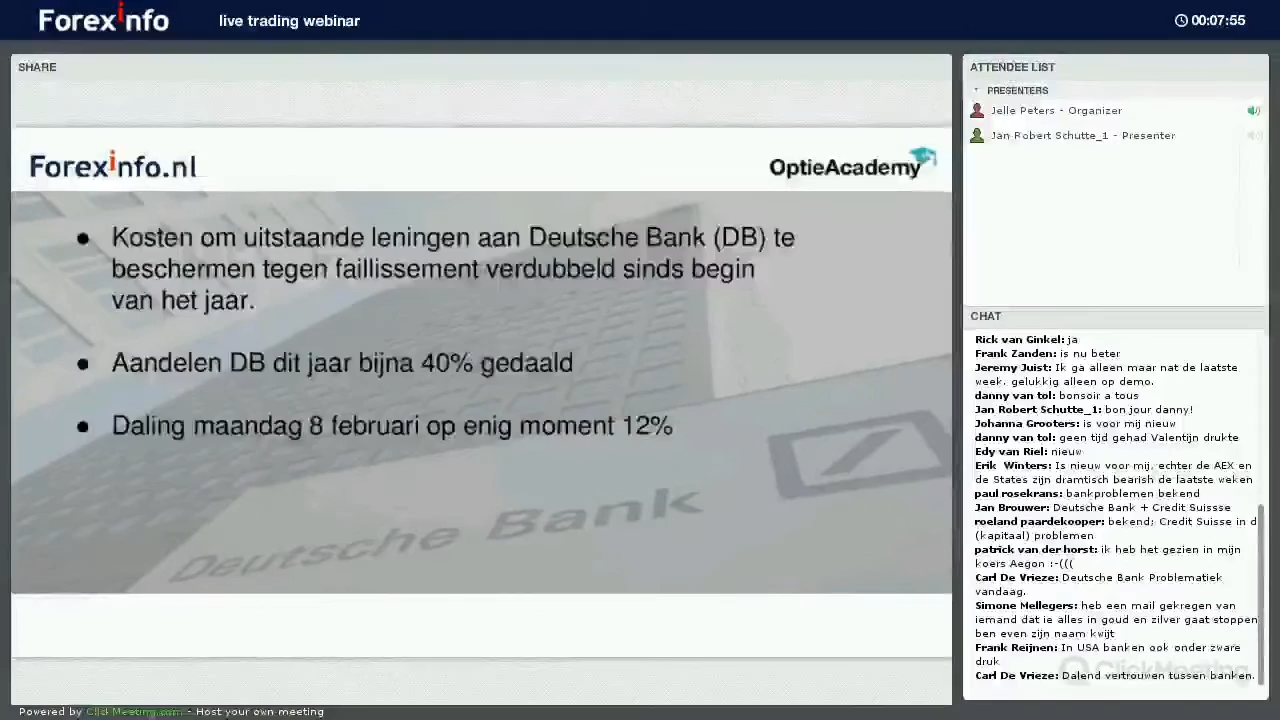 Forexinfo
live trading webinar
00:07:55
SHARE
Forexinfo.nl
OptieAcademy
● Kosten om uitstaande leningen aan Deutsche Bank (DB) te
beschermen tegen faillissement verdubbeld sinds begin
van het jaar.
● Aandelen DB dit jaar bijna 40% gedaald
● Daling maandag 8 februari op enig moment 12%
Deutsche Bank
ATTENDEE LIST
PRESENTERS
Jelle Peters - Organizer
Jan Robert Schutte_1 - Presenter
CHAT
Rick van Ginkel: ja
Frank Zanden: is nu beter
Jeremy Juist: Ik ga alleen maar nat de laatste
week. gelukkig alleen op demo.
danny van tol: bonsoir a tous
Jan Robert Schutte_1: bon jour danny!
Johanna Grooters: is voor mij nieuw
danny van tol: geen tijd gehad Valentijn drukte
Edy van Riel: nieuw
Erik Winters: Is nieuw voor mij, echter de AEX en
de States zijn dramtisch bearish de laatste weken
paul rosekrans: bankproblemen bekend
Jan Brouwer: Deutsche Bank + Credit Suissse
roeland paardekooper: bekend; Credit Suisse in d
(kapitaal) problemen
patrick van der horst: ik heb het gezien in mijn
koers Aegon :-(((
Carl De Vrieze: Deutsche Bank Problematiek
vandaag.
Simone Mellegers: heb een mail gekregen van
iemand dat ie alles in goud en zilver gaat stoppen
ben even zijn naam kwijt
Frank Reijnen: In USA banken ook onder zware
druk
Carl De Vrieze: Dalend vertrouwen tussen banken.
ClickMeeting
Powered by ClickMeeting.com - Host your own meeting